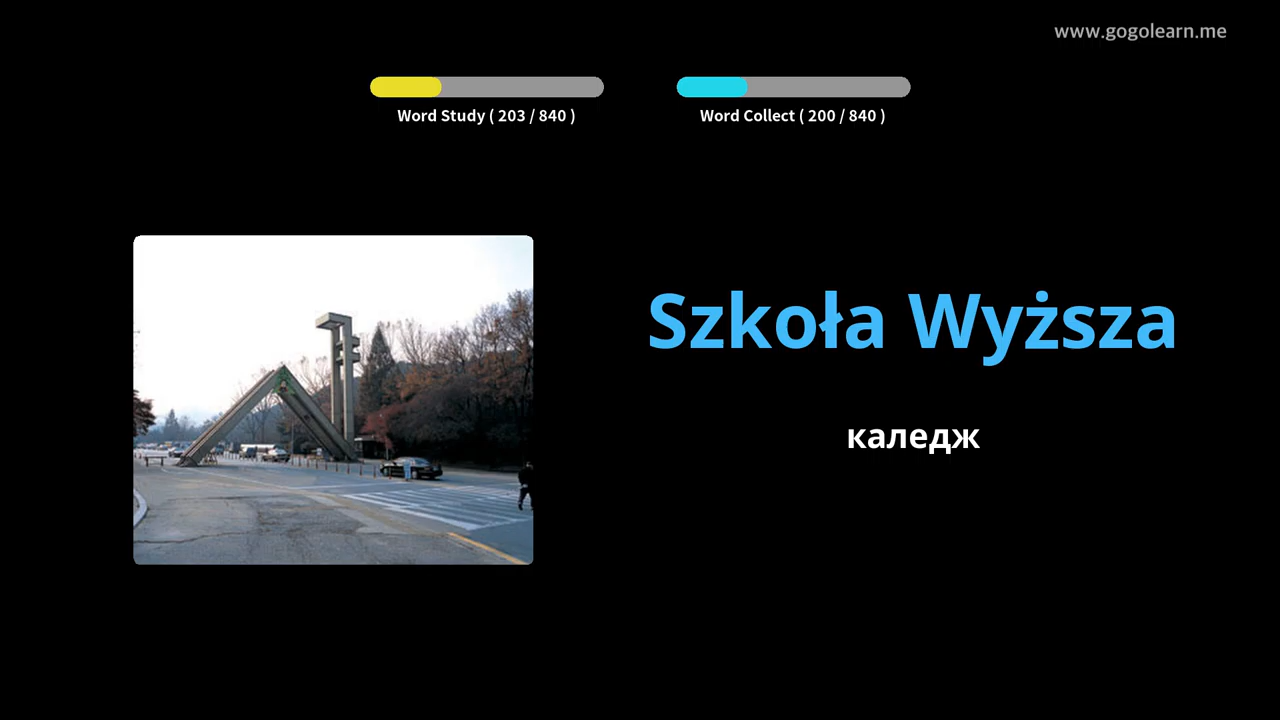 www.gogolearn.me
Word Study ( 203 / 840 )
Word Collect ( 200 / 840 )
Szkoła Wyższa
каледж